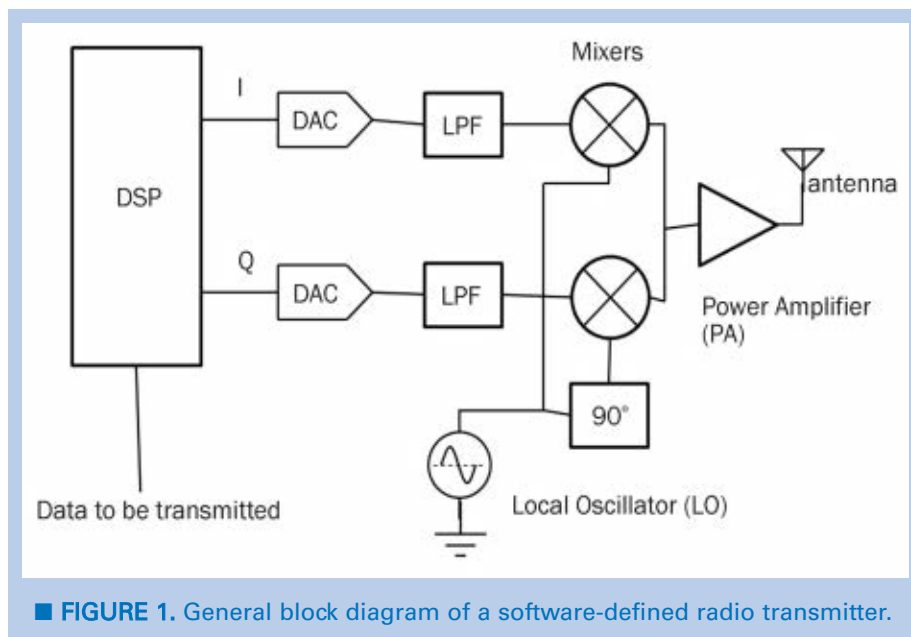 Mixers
I
DAC
LPF
antenna
DSP
Q
DAC
LPF
Power Amplifier
(PA)
90°
Data to be transmitted
Local Oscillator (LO)
■ FIGURE 1. General block diagram of a software-defined radio transmitter.